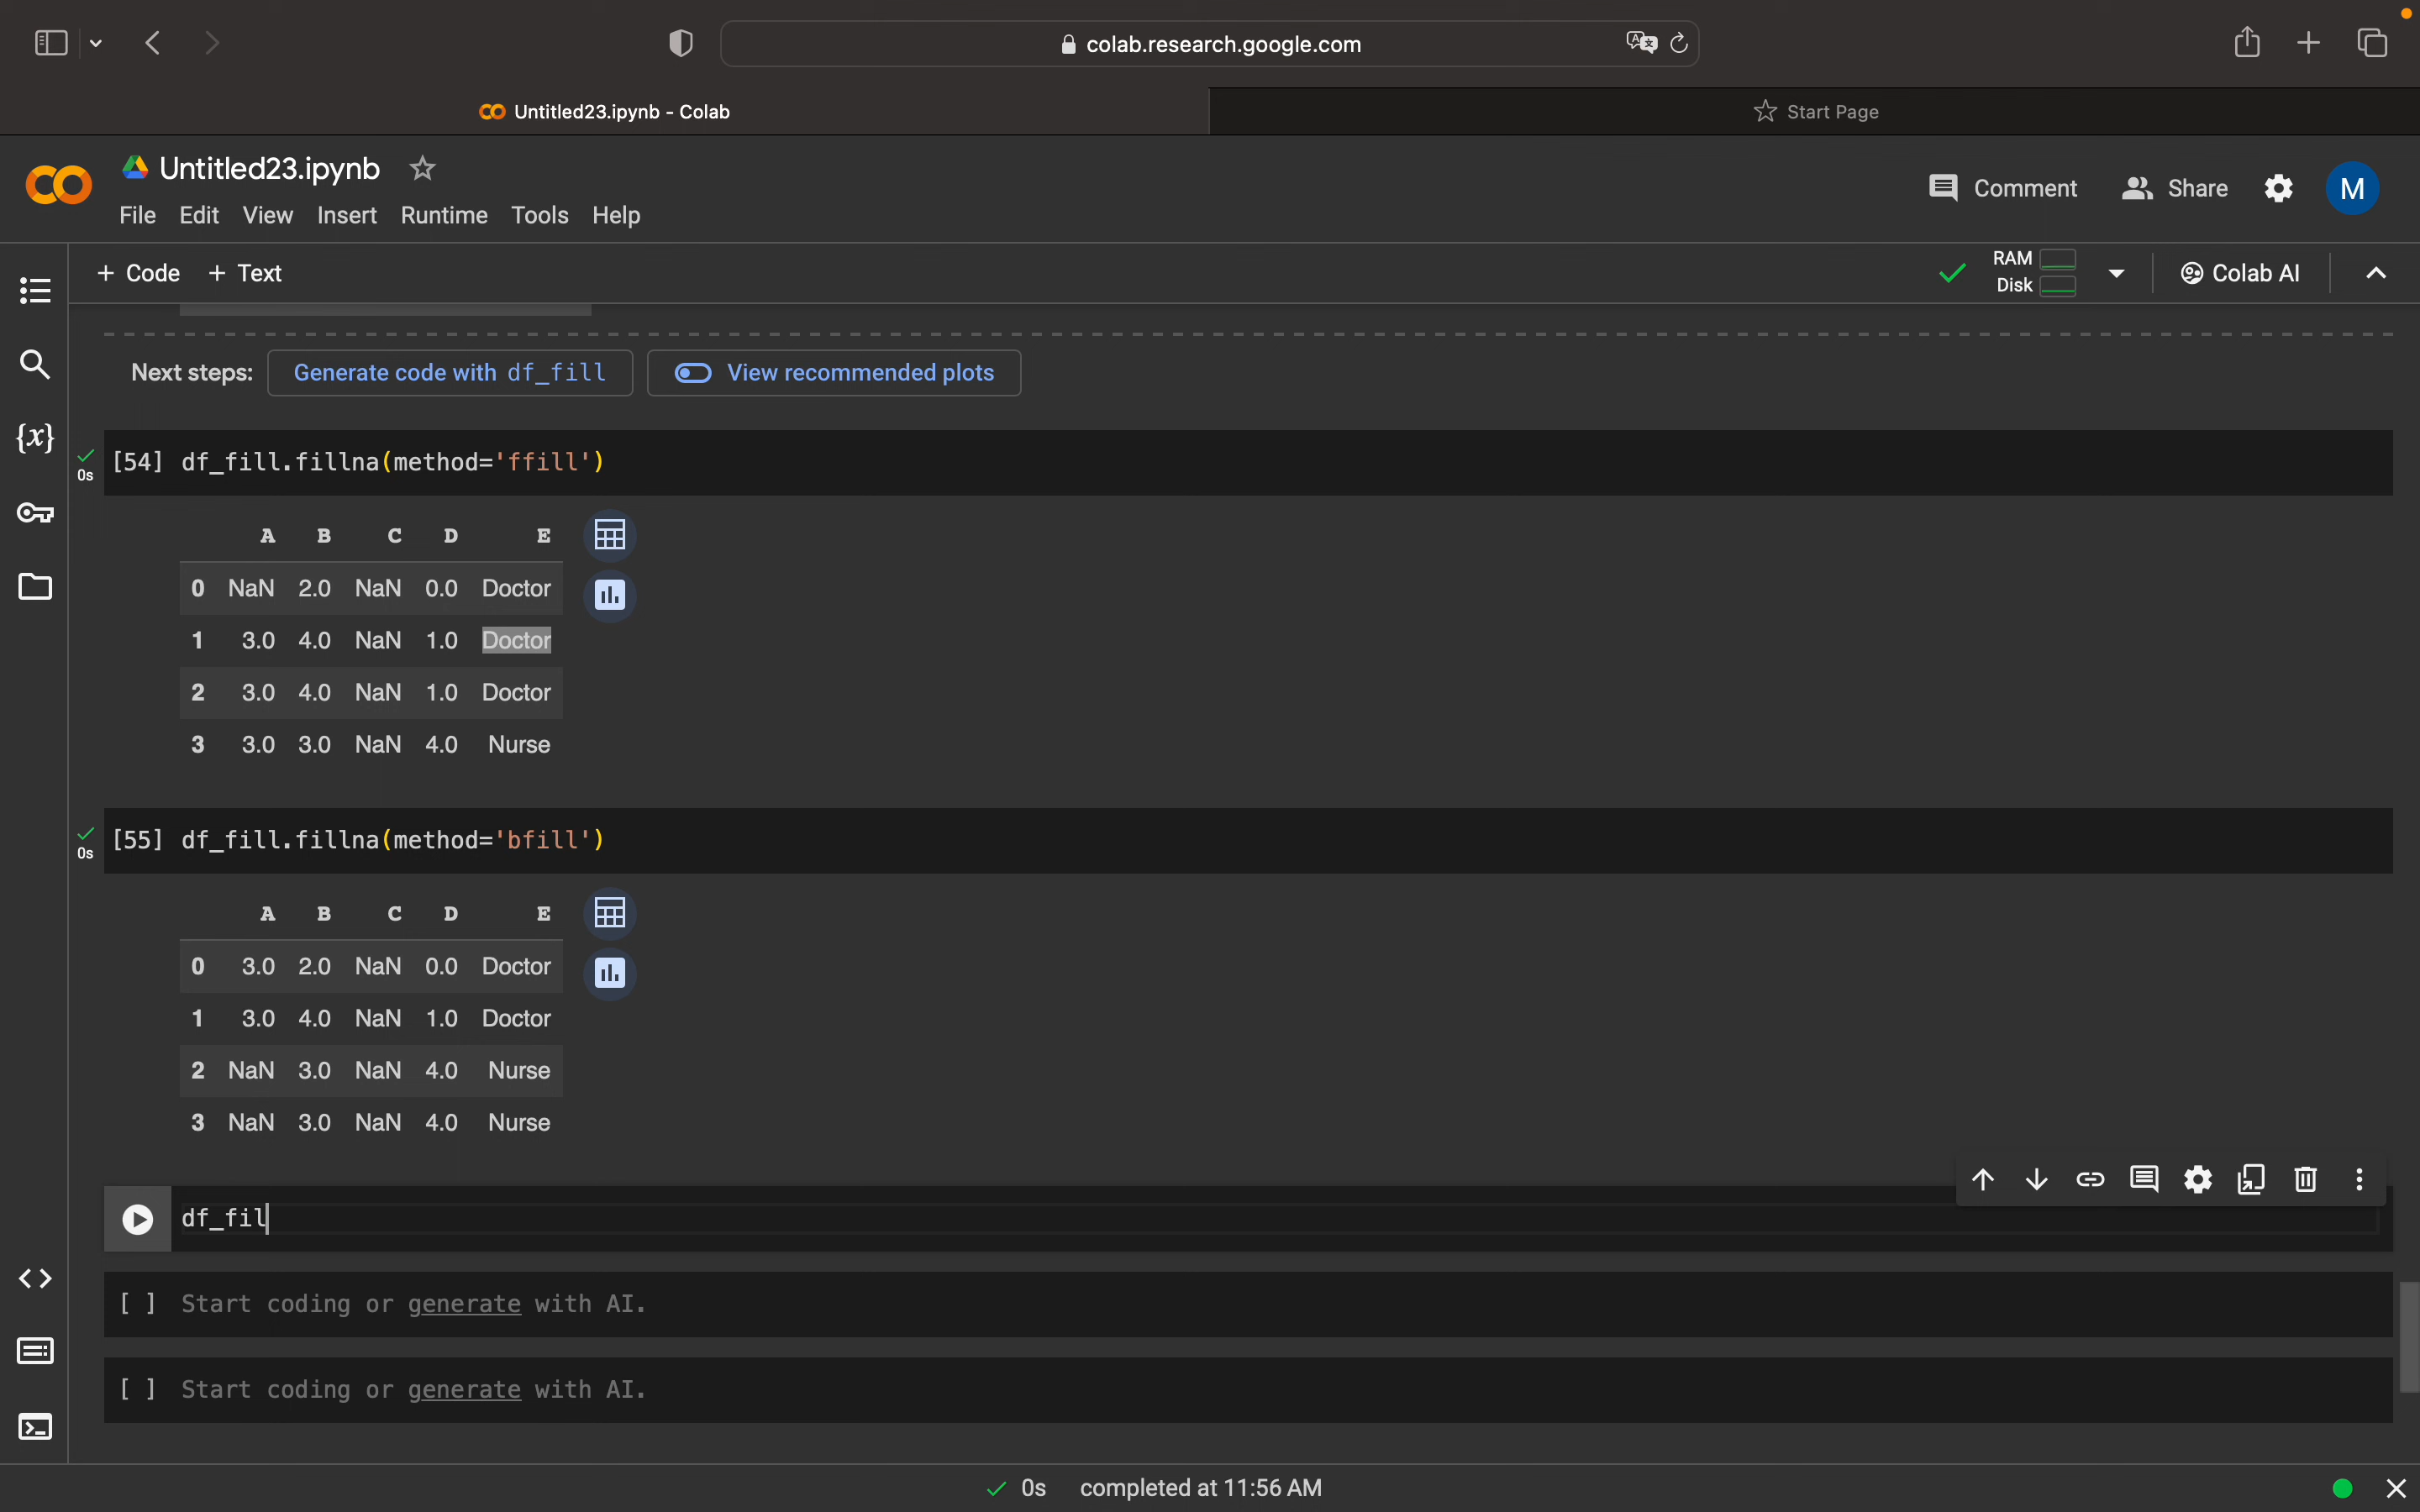 colab.research.google.com
Untitled23.ipynb - Colab
Start Page
Untitled23.ipynb
Comment
Share
M
File Edit View Insert Runtime Tools Help
+ Code + Text
RAM
Disk
Colab AI
Next steps: Generate code with df_fill View recommended plots
{x}
0s
[54] df_fill.fillna(method='ffill')
A B C D E
0 NaN 2.0 NaN 0.0 Doctor
1 3.0 4.0 NaN 1.0 Doctor
2 3.0 4.0 NaN 1.0 Doctor
3 3.0 3.0 NaN 4.0 Nurse
0s
[55] df_fill.fillna(method='bfill')
A B C D E
0 3.0 2.0 NaN 0.0 Doctor
1 3.0 4.0 NaN 1.0 Doctor
2 NaN 3.0 NaN 4.0 Nurse
3 NaN 3.0 NaN 4.0 Nurse
df_fil
[ ] Start coding or generate with AI.
[ ] Start coding or generate with AI.
0s completed at 11:56 AM